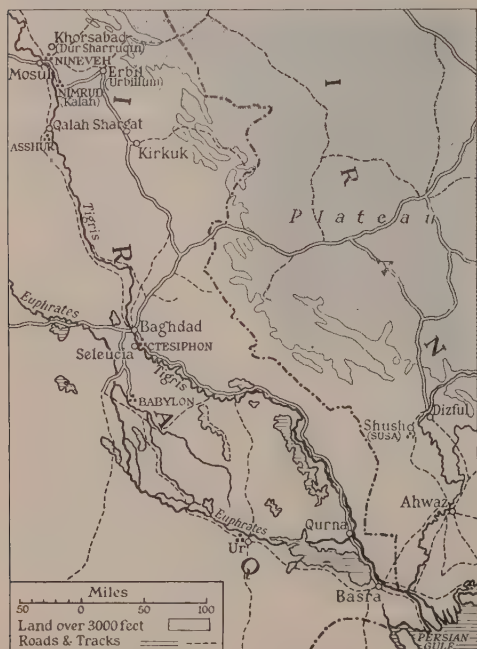 Khorsabad
(Dur Sharruqin)
NINEVEH
Mosul
Erbil
(Urbillum)
NIMRUD
(Kalah)
I
I
Qalah Shargat
ASSHUR
Kirkuk
R
Plateau
Tigris
R
Euphrates
Baghdad
CTESIPHON
Seleucia
Tigris
N
BABYLON
A
Dizful
Shush
(SUSA)
Ahwaz
Euphrates
Qurna
Ur
Q
Basra
Miles
50 0 50 100
Land over 3000 feet
Roads & Tracks
PERSIAN
GULF